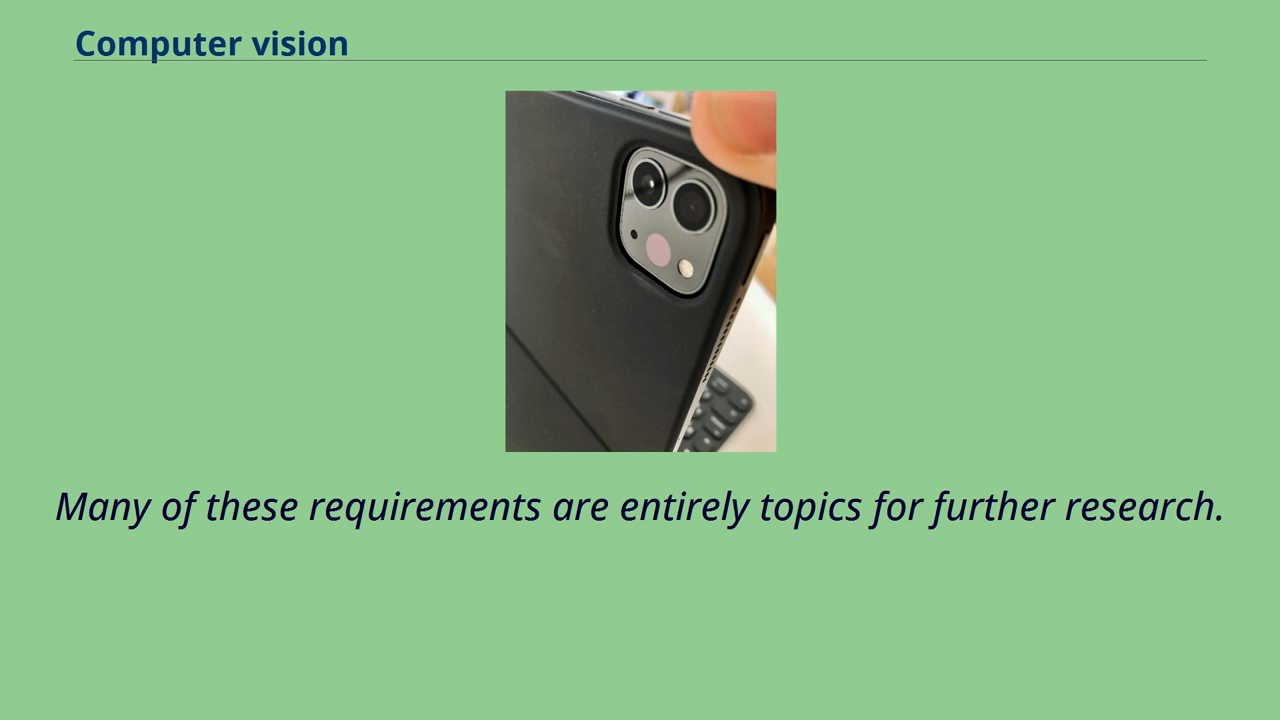 Computer vision
Many of these requirements are entirely topics for further research.